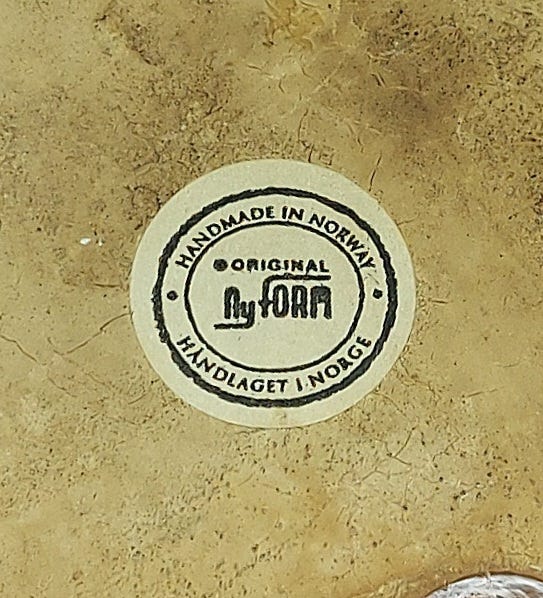 HANDMADE IN NORWAY
ORIGINAL
NyFORM
HÅNDLAGET I NORGE